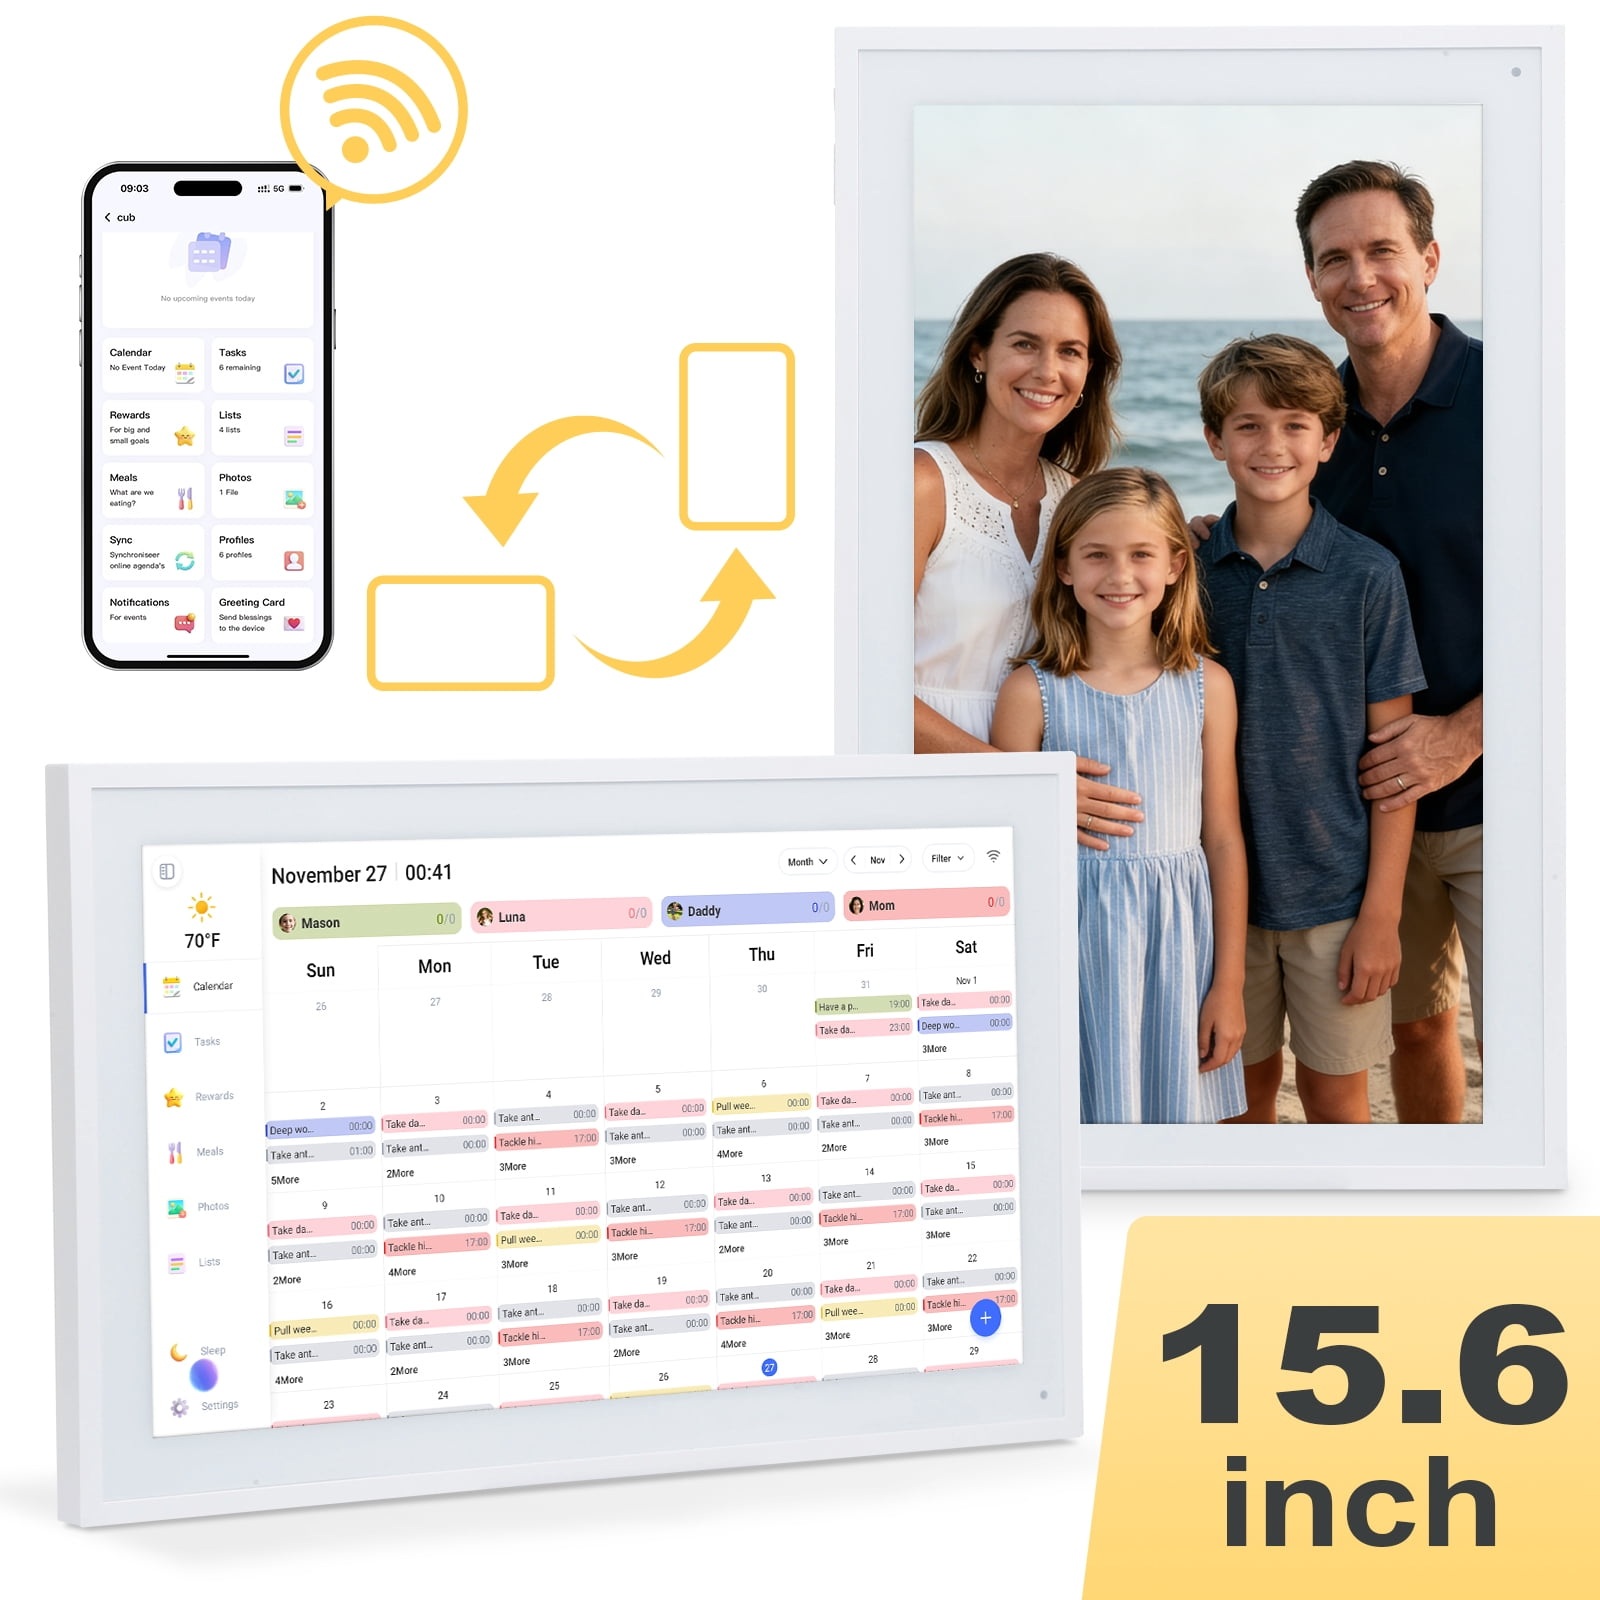 09:03
5G
cub
No upcoming events today
Calendar
No Event Today
Tasks
6 remaining
Rewards
For big and
small goals
Lists
4 lists
Meals
What are we
eating?
Photos
1 File
Sync
Synchroniseer
online agenda's
Profiles
6 profiles
Notifications
For events
Greeting Card
Send blessings
to the device
70°F
Calendar
Tasks
Rewards
Meals
Photos
Lists
Sleep
Settings
November 27 00:41
Month Nov Filter
Mason 0/0 Luna 0/0 Daddy 0/0 Mom 0/0
Sun Mon Tue Wed Thu Fri Sat
26 27 28 29 30 31 Nov 1
Have a p... 19:00 Take da... 00:00
Take da... 23:00 Deep wo... 00:00
3More
2 3 4 5 6 7 8
Deep wo... 00:00 Take da... 00:00 Take ant... 00:00 Take da... 00:00 Pull wee... 00:00 Take da... 00:00 Take ant... 00:00
Take ant... 01:00 Take ant... 00:00 Tackle hi... 17:00 Take ant... 00:00 Take ant... 00:00 Take ant... 00:00 Tackle hi... 17:00
5More 2More 3More 3More 4More 2More 3More
9 10 11 12 13 14 15
Take da... 00:00 Take ant... 00:00 Take da... 00:00 Take ant... 00:00 Take da... 00:00 Take ant... 00:00 Take da... 00:00
Take ant... 00:00 Tackle hi... 17:00 Pull wee... 00:00 Tackle hi... 17:00 Take ant... 00:00 Tackle hi... 17:00 Take ant... 00:00
2More 4More 3More 3More 2More 3More 3More
16 17 18 19 20 21 22
Pull wee... 00:00 Take da... 00:00 Take ant... 00:00 Take da... 00:00 Take ant... 00:00 Take da... 00:00 Take ant... 00:00
Take ant... 00:00 Take ant... 00:00 Tackle hi... 17:00 Take ant... 00:00 Tackle hi... 17:00 Pull wee... 00:00 Tackle hi... 17:00
4More 2More 3More 2More 4More 3More 3More
23 24 25 26 27 28 29
+
15.6
inch